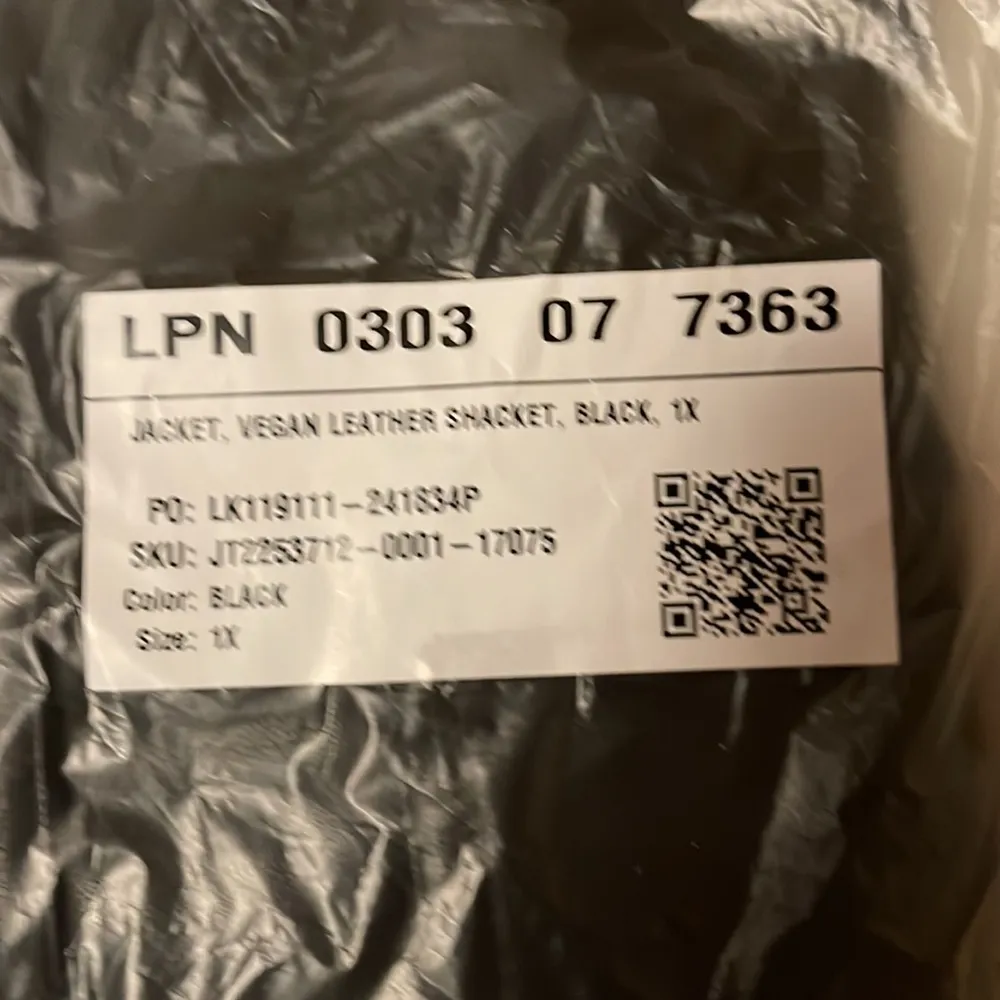 LPN 0303 07 7363
JACKET, VEGAN LEATHER SHACKET, BLACK, 1X
PO: LK119111-241834P
SKU: JT2253712-0001-17075
Color: BLACK
Size: 1X